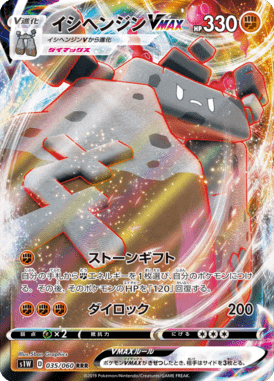 V進化
イシヘンジンVMAX HP330
イシヘンジンVから進化
ダイマックス
ストーンギフト
自分の手札から エネルギーを1枚選び、自分のポケモンにつける。その後、そのポケモンのHPを「120」回復する。
ダイロック 200
弱点 ×2 抵抗力 にげる
s1W D 035/060 RRR
VMAXルール
ポケモンVMAXがきぜつしたとき、相手はサイドを3枚とる。
©2019 Pokémon/Nintendo/Creatures/GAME FREAK.